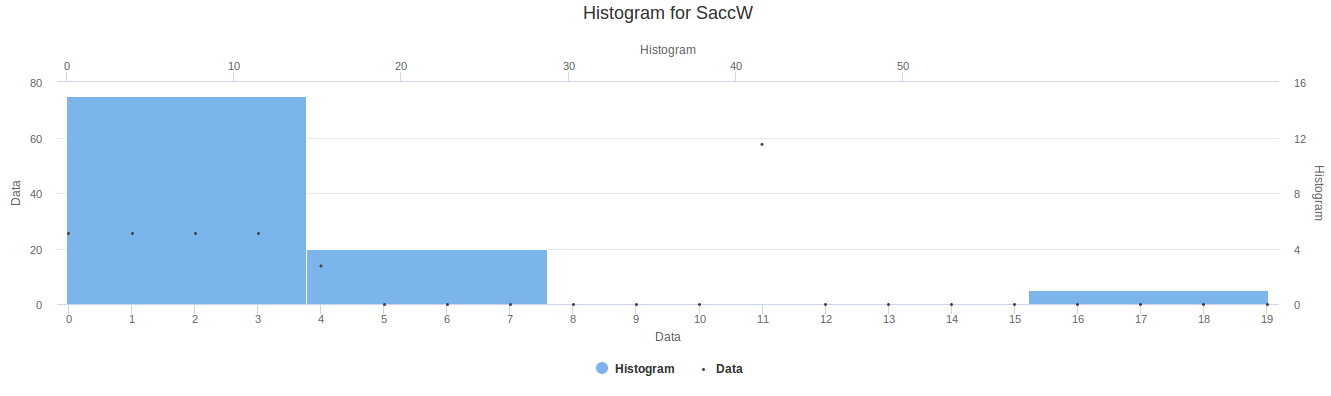 Histogram for SaccW
Histogram
0 10 20 30 40 50
80 16
60 12
40 8
20 4
0 0
Data
Histogram
0 1 2 3 4 5 6 7 8 9 10 11 12 13 14 15 16 17 18 19
Data
Histogram Data